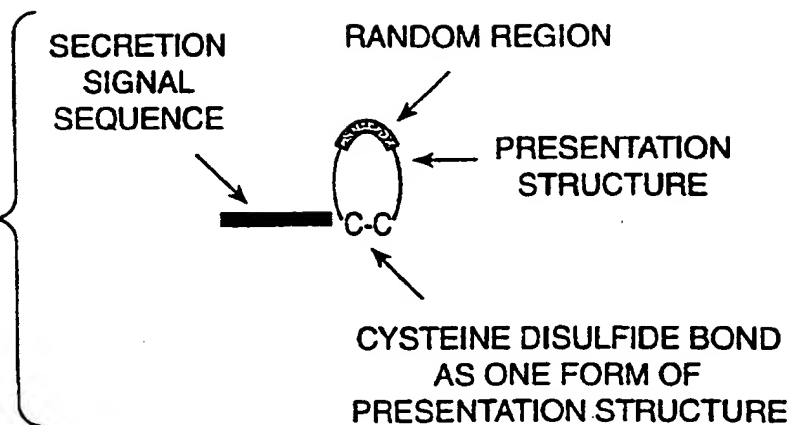 SECRETION
SIGNAL
SEQUENCE
RANDOM REGION
PRESENTATION
STRUCTURE
C-C
CYSTEINE DISULFIDE BOND
AS ONE FORM OF
PRESENTATION STRUCTURE